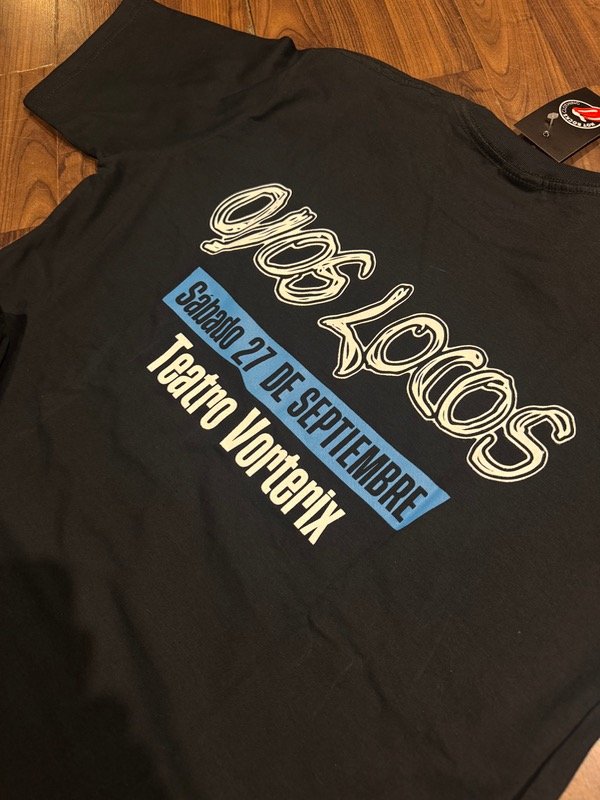 Ojos Locos
Sabado 27 DE SEPTIEMBRE
Teatro Vorterix